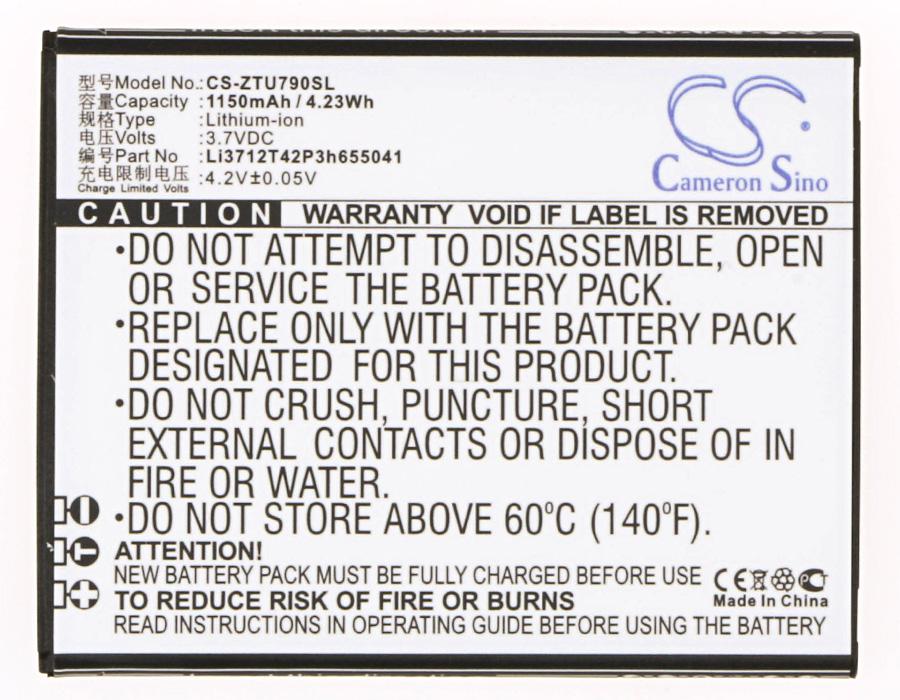 型号Model No.:CS-ZTU790SL
容量Capacity :1150mAh / 4.23Wh
规格Type :Lithium-ion
电压Volts :3.7VDC
编号Part No :Li3712T42P3h655041
充电限制电压
Charge Limited Volts :4.2V±0.05V
CS
Cameron Sino
CAUTION WARRANTY VOID IF LABEL IS REMOVED
•DO NOT ATTEMPT TO DISASSEMBLE, OPEN
OR SERVICE THE BATTERY PACK.
•REPLACE ONLY WITH THE BATTERY PACK
DESIGNATED FOR THIS PRODUCT.
•DO NOT CRUSH, PUNCTURE, SHORT
EXTERNAL CONTACTS OR DISPOSE OF IN
FIRE OR WATER.
•DO NOT STORE ABOVE 60°C (140°F).
ATTENTION!
NEW BATTERY PACK MUST BE FULLY CHARGED BEFORE USE
TO REDUCE RISK OF FIRE OR BURNS
READ INSTRUCTIONS IN OPERATING GUIDE BEFORE USING THE BATTERY
CE
Made In China